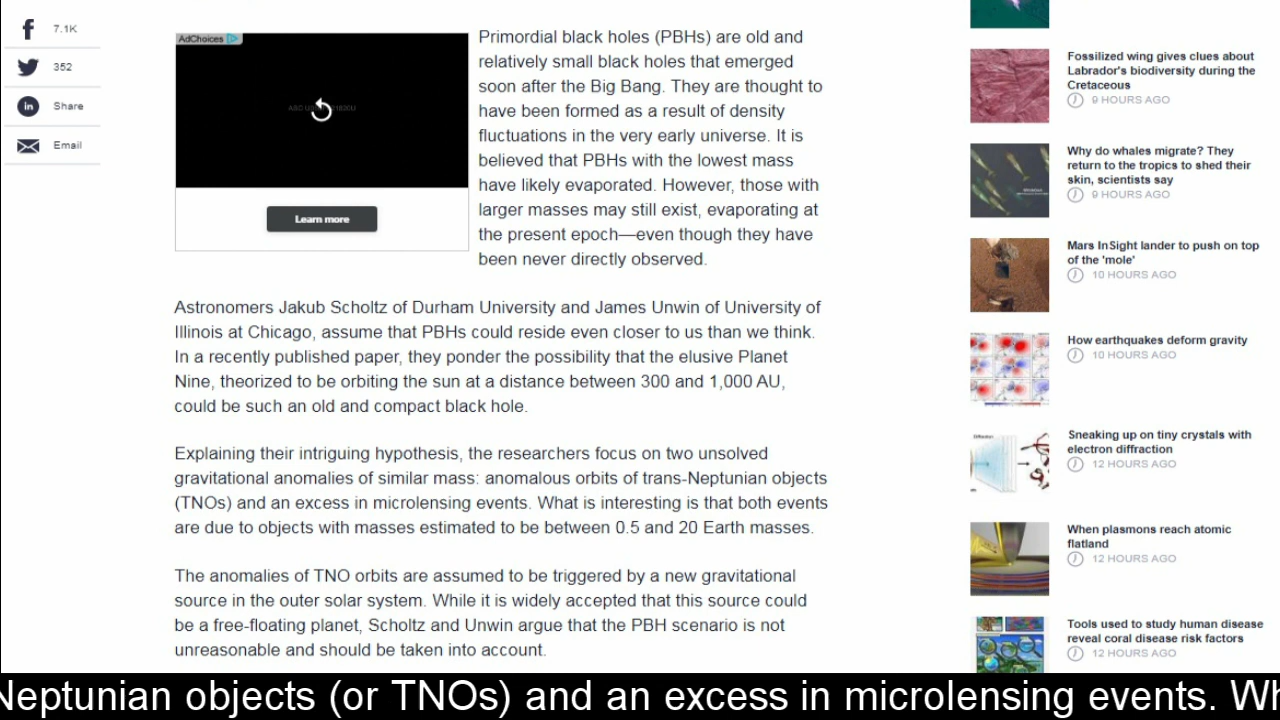 7.1K
352
Share
Email
AdChoices
Learn more
Primordial black hols (PBHs) are old and
relatively small black holes that emerged
soon after the Big Bang. They are thought to
have been formed as a result of density
fluctuations in the very early universe. It is
believed that PBHs with the lowest mass
have likely evaporated. However, those with
larger masses may still exist, evaporating at
the present epoch—even though they have
been never directly observed.
Astronomers Jakub Scholtz of Durham University and James Unwin of University of
Illinois at Chicago, assume that PBHs could reside even closer to us than we think.
In a recently published paper, they ponder the possibility that the elusive Planet
Nine, theorized to be orbiting the sun at a distance between 300 and 1,000 AU,
could be such an old and compact black hole.
Explaining their intriguing hypothesis, the researchers focus on two unsolved
gravitational anomalies of similar mass: anomalous orbits of trans-Neptunian objects
(TNOs) and an excess in microlensing events. What is interesting is that both events
are due to objects with masses estimated to be between 0.5 and 20 Earth masses.
The anomalies of TNO orbits are assumed to be triggered by a new gravitational
source in the outer solar system. While it is widely accepted that this source could
be a free-floating planet, Scholtz and Unwin argue that the PBH scenario is not
unreasonable and should be taken into account.
Fossilized wing gives clues about
Labrador's biodiversity during the
Cretaceous
9 HOURS AGO
Why do whales migrate? They
return to the tropics to shed their
skin, scientists say
9 HOURS AGO
Mars InSight lander to push on top
of the 'mole'
10 HOURS AGO
How earthquakes deform gravity
10 HOURS AGO
Sneaking up on tiny crystals with
electron diffraction
12 HOURS AGO
When plasmons reach atomic
flatland
12 HOURS AGO
Tools used to study human disease
reveal coral disease risk factors
12 HOURS AGO
Neptunian objects (or TNOs) and an excess in microlensing events. Wh